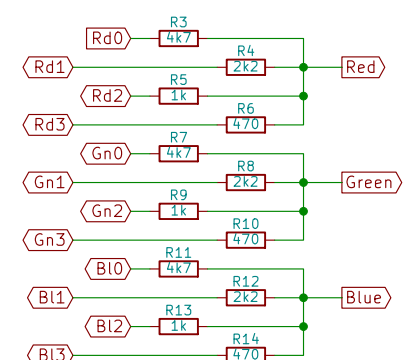 R3
Rd0 4k7
R4
Rd1 2k2 Red
R5
Rd2 1k
R6
Rd3 470
R7
Gn0 4k7
R8
Gn1 2k2 Green
R9
Gn2 1k
R10
Gn3 470
R11
Bl0 4k7
R12
Bl1 2k2 Blue
R13
Bl2 1k
R14
Bl3 470